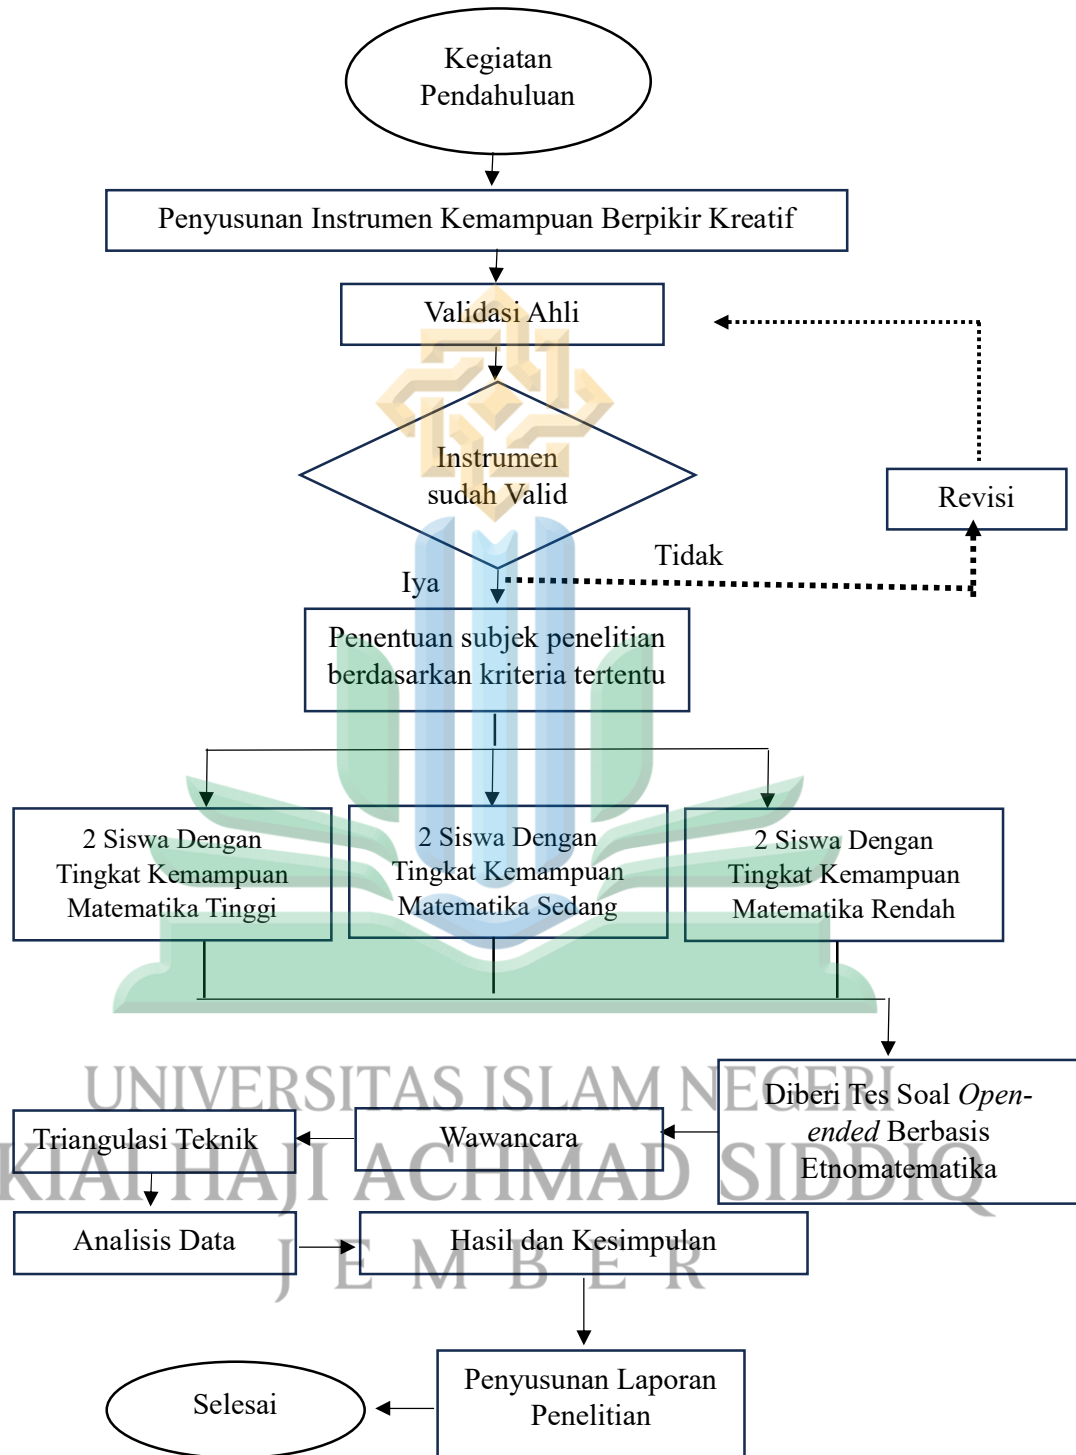 Kegiatan
Pendahuluan
Penyusunan Instrumen Kemampuan Berpikir Kreatif
Validasi Ahli
Instrumen
sudah Valid
Revisi
Tidak
Iya
Penentuan subjek penelitian
berdasarkan kriteria tertentu
2 Siswa Dengan
Tingkat Kemampuan
Matematika Tinggi
2 Siswa Dengan
Tingkat Kemampuan
Matematika Sedang
2 Siswa Dengan
Tingkat Kemampuan
Matematika Rendah
UNIVERSITAS ISLAM NEGERI
Diberi Tes Soal Open-
ended Berbasis
Etnomatematika
Wawancara
Triangulasi Teknik
KIAI HAJI ACHMAD SIDDIQ
Analisis Data
Hasil dan Kesimpulan
JEMBER
Penyusunan Laporan
Penelitian
Selesai